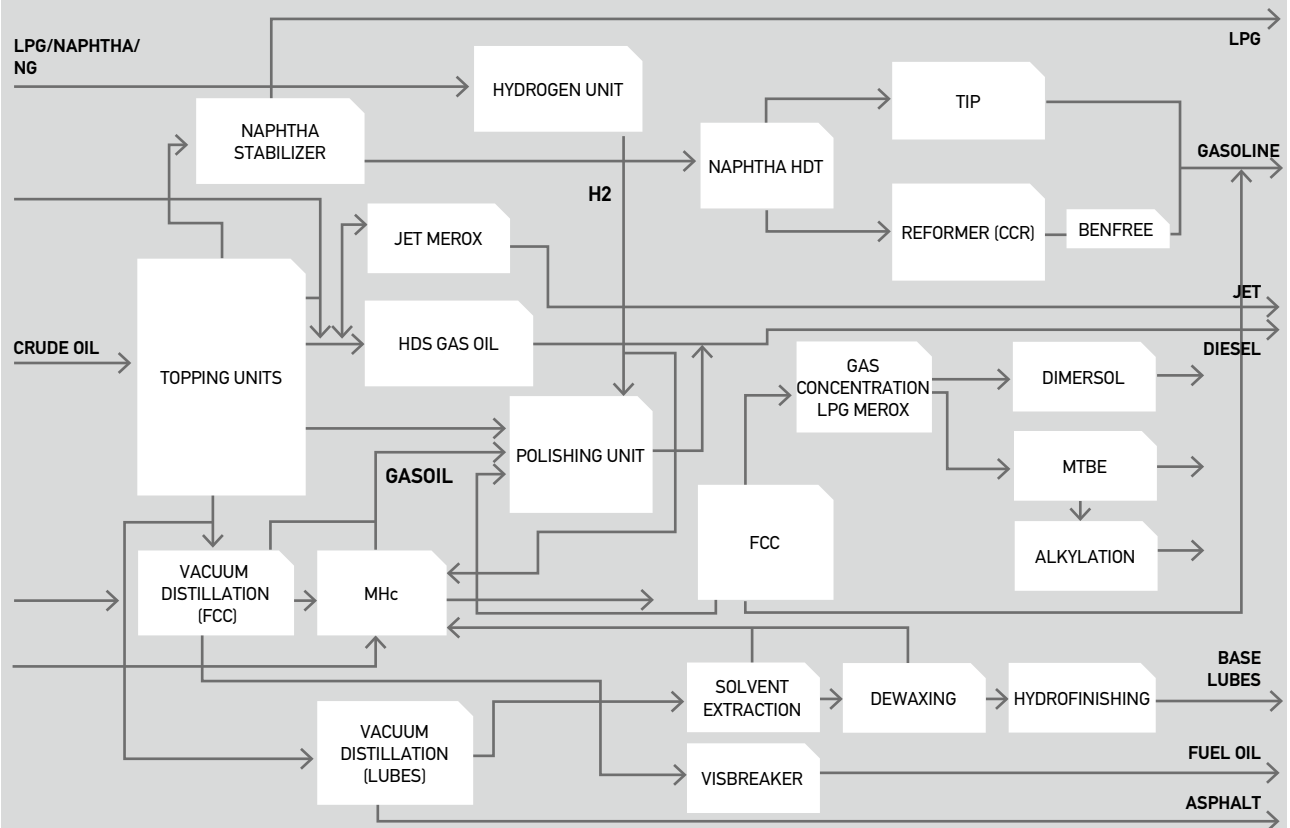 LPG
LPG/NAPHTHA/
NG
HYDROGEN UNIT
TIP
NAPHTHA
STABILIZER
GASOLINE
NAPHTHA HDT
H2
REFORMER (CCR)
BENFREE
JET MEROX
JET
HDS GAS OIL
CRUDE OIL
DIESEL
TOPPING UNITS
GAS
CONCENTRATION
LPG MEROX
DIMERSOL
POLISHING UNIT
GASOIL
MTBE
FCC
ALKYLATION
VACUUM
DISTILLATION
(FCC)
MHc
BASE
LUBES
SOLVENT
EXTRACTION
DEWAXING
HYDROFINISHING
VACUUM
DISTILLATION
(LUBES)
FUEL OIL
VISBREAKER
ASPHALT